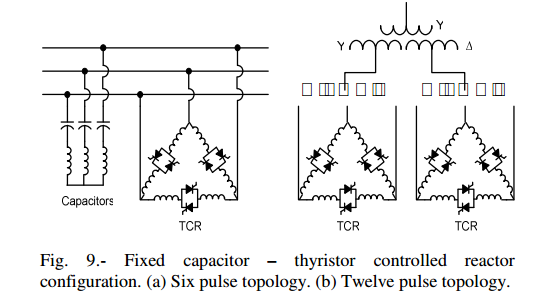 Y
Y Δ
Capacitors
TCR TCR TCR
Fig. 9.- Fixed capacitor – thyristor controlled reactor
configuration. (a) Six pulse topology. (b) Twelve pulse topology.